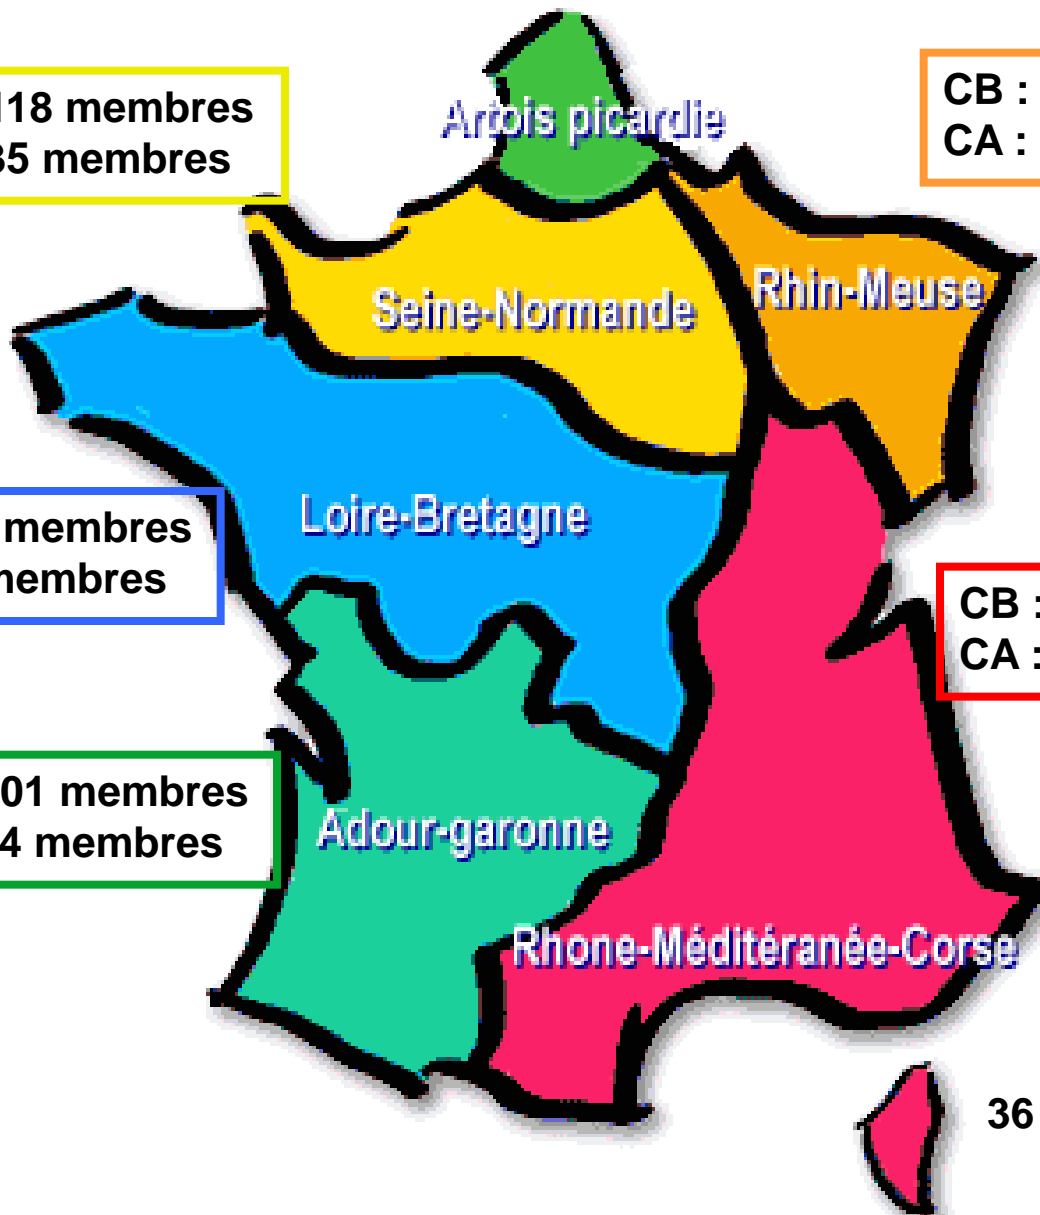 118 membres
35 membres
Artois picardie
CB :
CA :
Seine-Normande
Rhin-Meuse
membres
membres
Loire-Bretagne
CB :
CA :
01 membres
4 membres
Adour-garonne
Rhone-Méditéranée-Corse
36